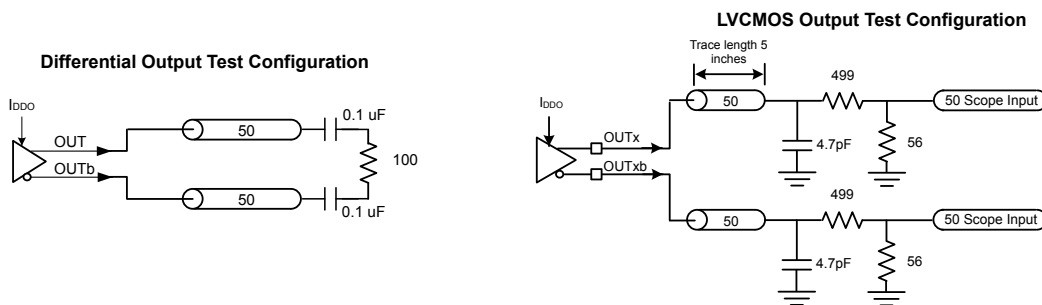 Differential Output Test Configuration
IDDO
OUT
OUTb
50
50
0.1 uF
0.1 uF
100
LVCMOS Output Test Configuration
Trace length 5
inches
IDDO
OUTx
OUTxb
50
499
50 Scope Input
4.7pF
56
50
499
50 Scope Input
4.7pF
56